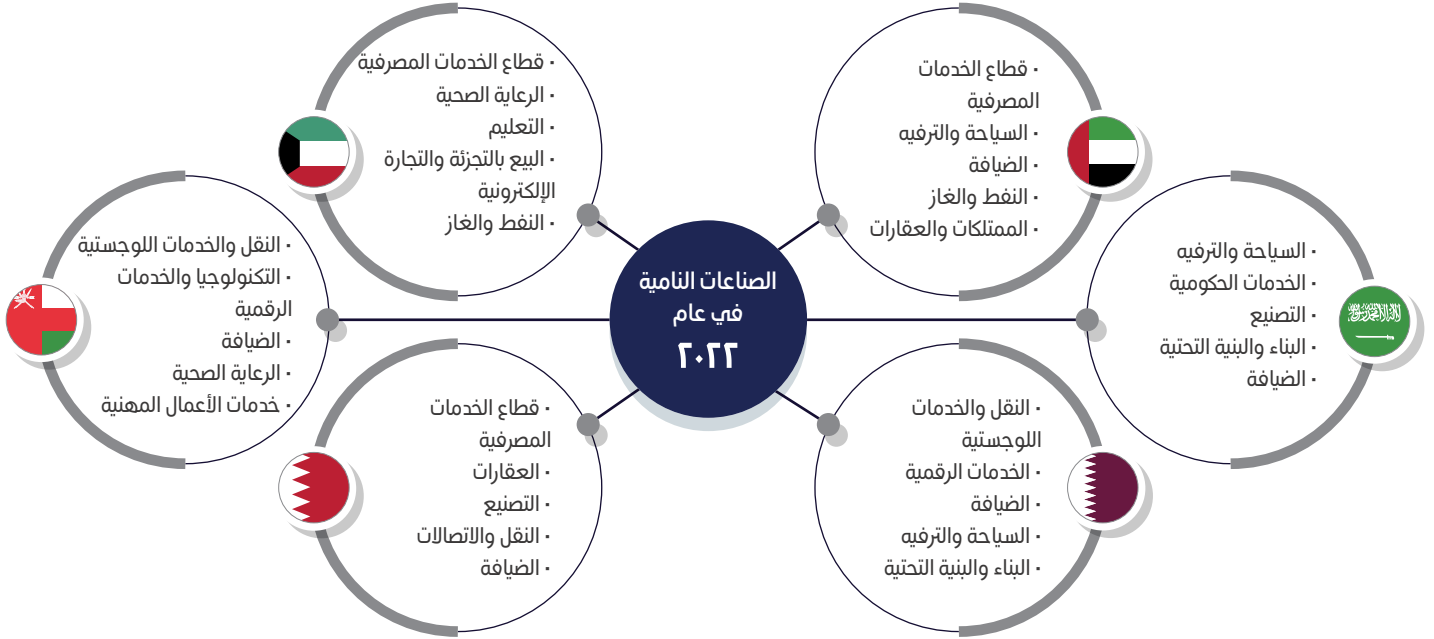 الصناعات النامية
في عام
٢٠٢٢
• قطاع الخدمات
المصرفية
• السياحة والترفيه
• الضيافة
• النفط والغاز
• الممتلكات والعقارات
• السياحة والترفيه
• الخدمات الحكومية
• التصنيع
• البناء والبنية التحتية
• الضيافة
• النقل والخدمات
اللوجستية
• الخدمات الرقمية
• الضيافة
• السياحة والترفيه
• البناء والبنية التحتية
• قطاع الخدمات المصرفية
• الرعاية الصحية
• التعليم
• البيع بالتجزئة والتجارة
الإلكترونية
• النفط والغاز
• النقل والخدمات اللوجستية
• التكنولوجيا والخدمات
الرقمية
• الضيافة
• الرعاية الصحية
• خدمات الأعمال المهنية
• قطاع الخدمات
المصرفية
• العقارات
• التصنيع
• النقل والاتصالات
• الضيافة